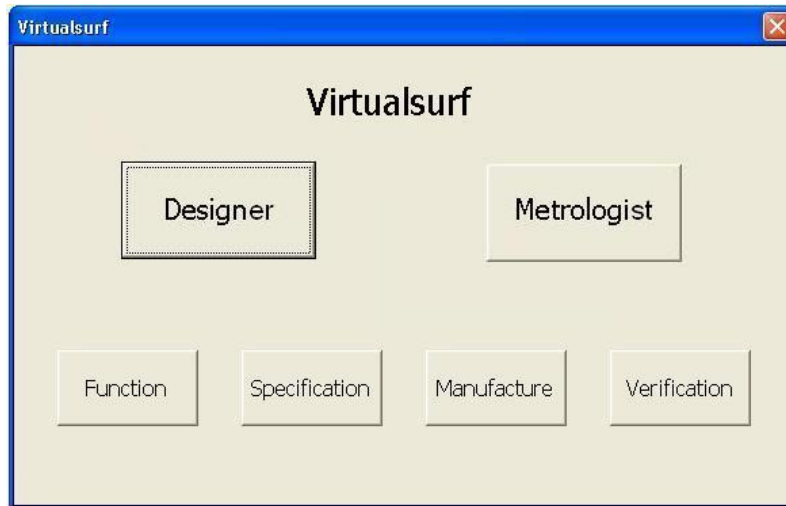 Virtualsurf
Virtualsurf
Designer Metrologist
Function Specification Manufacture Verification